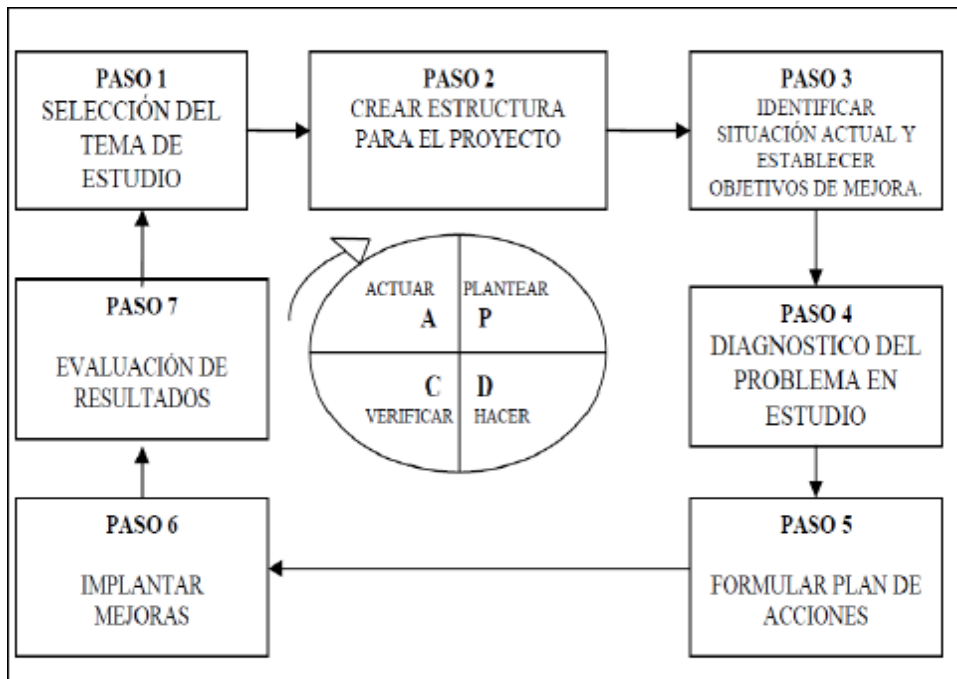 PASO 1
SELECCIÓN DEL
TEMA DE
ESTUDIO
PASO 2
CREAR ESTRUCTURA
PARA EL PROYECTO
PASO 3
IDENTIFICAR
SITUACIÓN ACTUAL Y
ESTABLECER
OBJETIVOS DE MEJORA.
PASO 7
EVALUACIÓN DE
RESULTADOS
ACTUAR
A
PLANTEAR
P
C
VERIFICAR
D
HACER
PASO 4
DIAGNOSTICO DEL
PROBLEMA EN
ESTUDIO
PASO 6
IMPLANTAR
MEJORAS
PASO 5
FORMULAR PLAN DE
ACCIONES